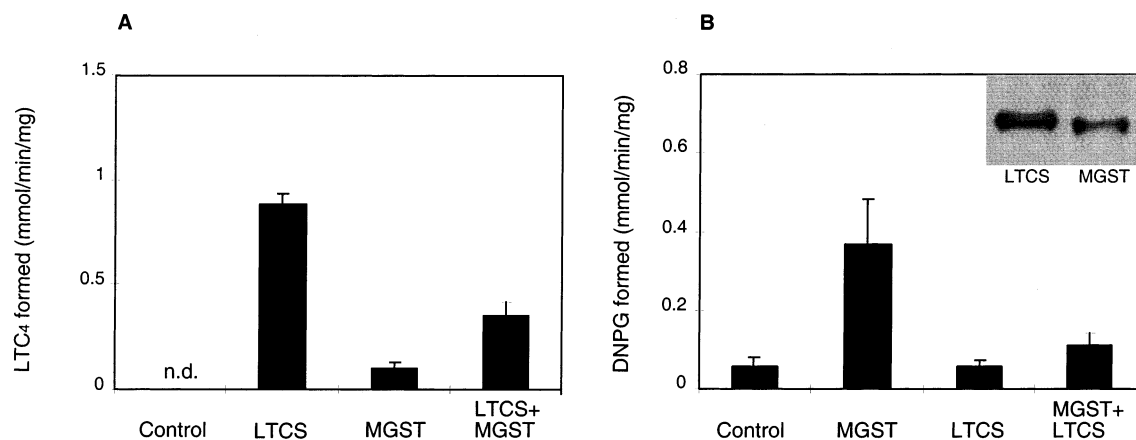 A
LTC4 formed (mmol/min/mg)
1.5
1
0.5
0
n.d.
Control
LTCS
MGST
LTCS+
MGST
B
DNPG formed (mmol/min/mg)
0.8
0.6
0.4
0.2
0
LTCS MGST
Control
MGST
LTCS
MGST+
LTCS